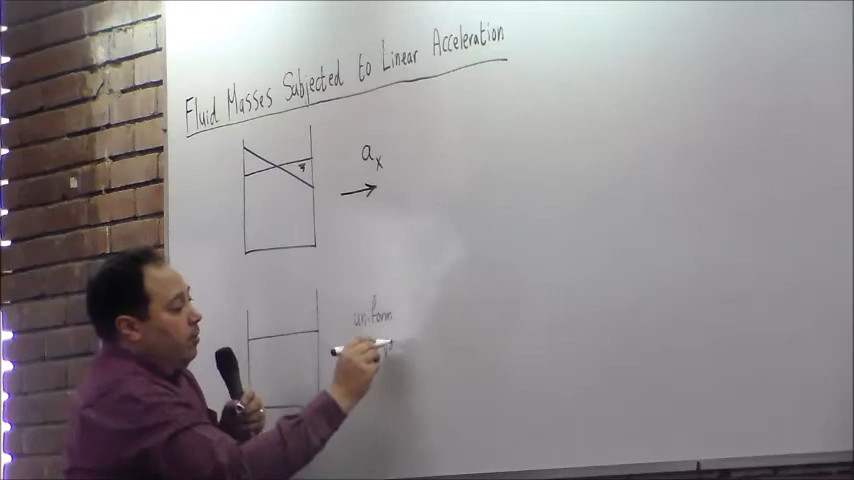 Fluid Masses Subjected to Linear Acceleration
aₓ
uniform